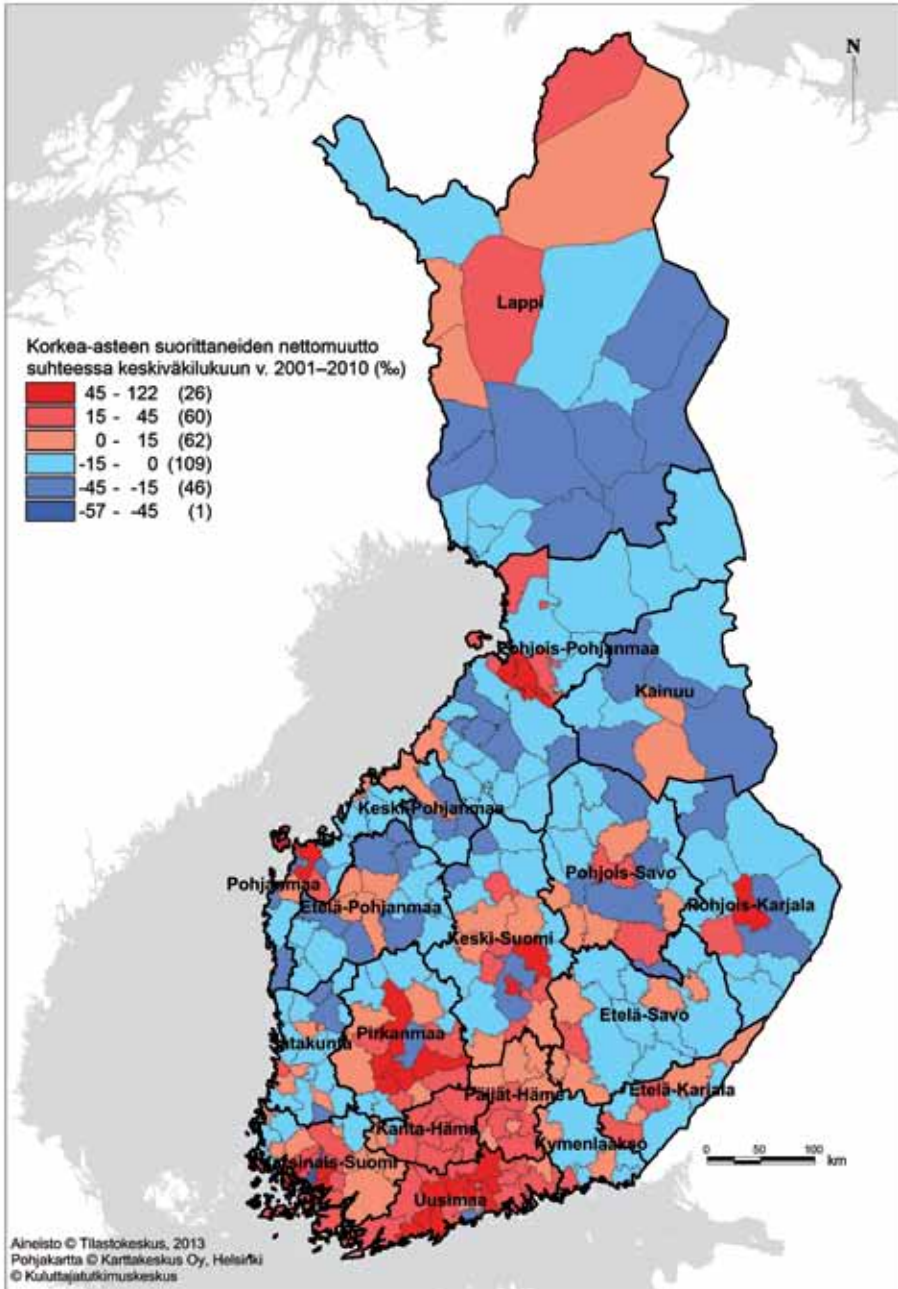 N
Lappi
Korkea-asteen suorittaneiden nettomuutto
suhteessa keskiväkilukuun v. 2001–2010 (‰)
45 - 122 (26)
15 - 45 (60)
0 - 15 (62)
-15 - 0 (109)
-45 - -15 (46)
-57 - -45 (1)
Pohjois-Pohjanmaa
Kainuu
Keski-Pohjanmaa
Pohjois-Savo
Pohjanmaa
Etelä-Pohjanmaa
Pohjois-Karjala
Keski-Suomi
Etelä-Savo
Pirkanmaa
Satakunta
Päijät-Häme
Etelä-Karjala
Kanta-Häme
Kymenlaakso
Varsinais-Suomi
Uusimaa
0 50 100
km
Aineisto © Tilastokeskus, 2013
Pohjakartta © Karttakeskus Oy, Helsinki
© Kuluttajatutkimuskeskus